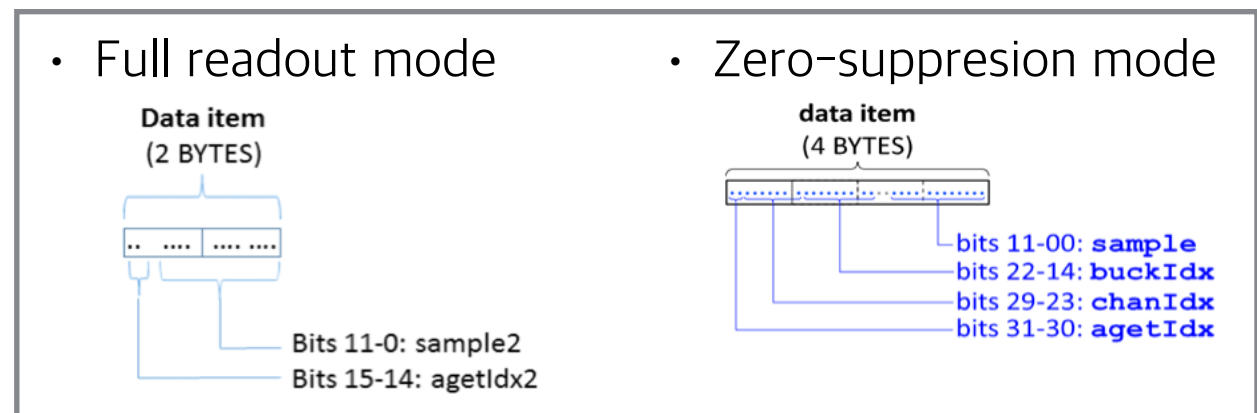 • Full readout mode
Data item
(2 BYTES)
Bits 11-0: sample2
Bits 15-14: agetIdx2
• Zero-suppresion mode
data item
(4 BYTES)
bits 11-00: sample
bits 22-14: buckIdx
bits 29-23: chanIdx
bits 31-30: agetIdx